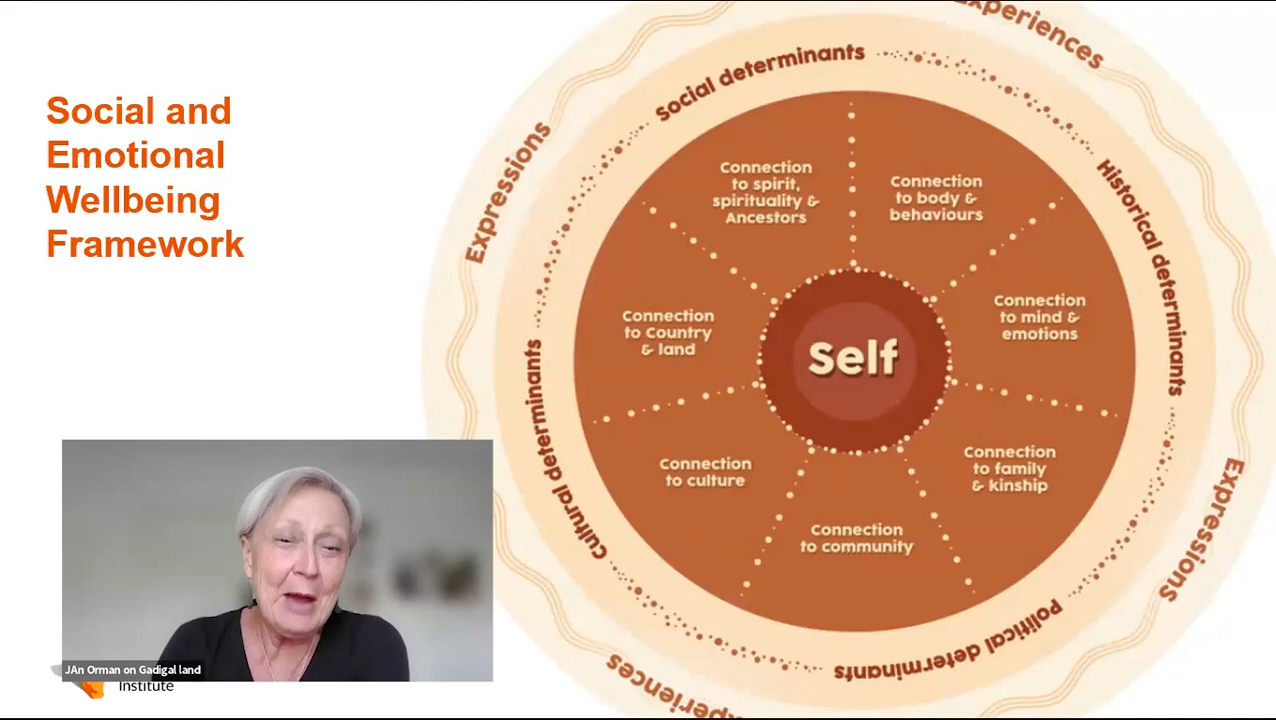 Social and
Emotional
Wellbeing
Framework
Experiences
Social determinants
Expressions
Historical determinants
Connection
to spirit,
spirituality &
Ancestors
Connection
to body &
behaviours
Connection
to Country
& land
Connection
to mind &
emotions
Self
Connection
to culture
Connection
to family
& kinship
Connection
to community
Cultural determinants
Political determinants
Expressions
Experiences
JAn Orman on Gadigal land
Institute